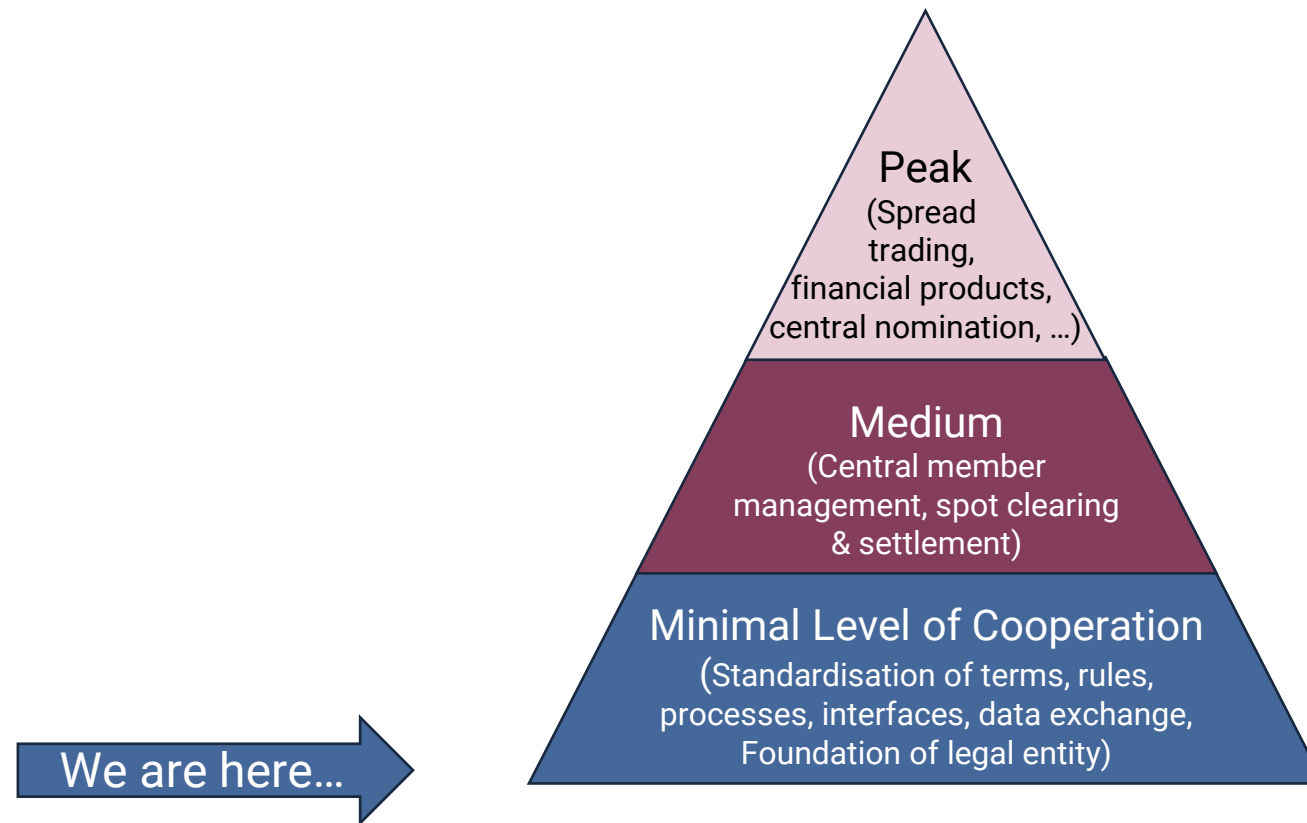 Peak
(Spread
trading,
financial products,
central nomination, …)
Medium
(Central member
management, spot clearing
& settlement)
Minimal Level of Cooperation
(Standardisation of terms, rules,
processes, interfaces, data exchange,
Foundation of legal entity)
We are here…